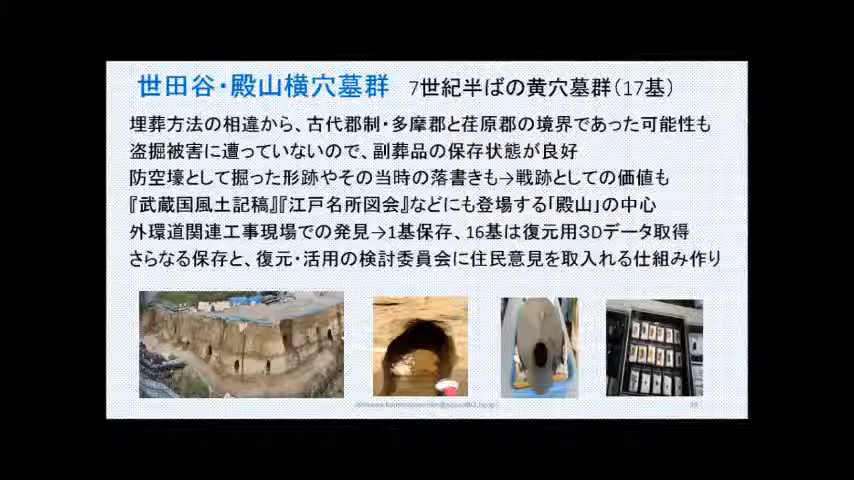 世田谷・殿山横穴墓群 7世紀半ばの黄穴墓群(17基)
埋葬方法の相違から、古代郡制・多摩郡と荏原郡の境界であった可能性も
盗掘被害に遭っていないので、副葬品の保存状態が良好
防空壕として掘った形跡やその当時の落書きも→戦跡としての価値も
『武蔵国風土記稿』『江戸名所図会』などにも登場する「殿山」の中心
外環道関連工事現場での発見→1基保存、16基は復元用3Dデータ取得
さらなる保存と、復元・活用の検討委員会に住民意見を取入れる仕組み作り